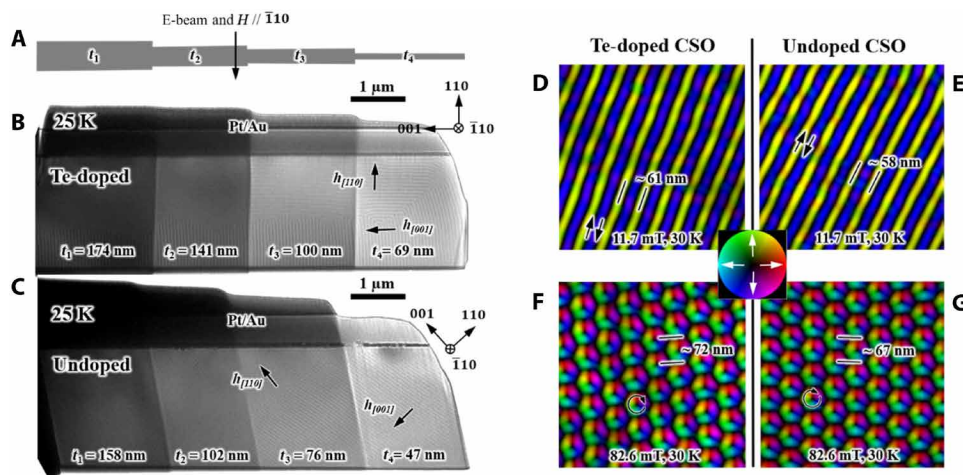 E-beam and H // 1̄10
A
t1
t2
t3
t4
1 µm
B
25 K
Pt/Au
110
001
1̄10
Te-doped
h[1̄10]
h[001]
t1 = 174 nm
t2 = 141 nm
t3 = 100 nm
t4 = 69 nm
C
1 µm
25 K
Pt/Au
001
110
1̄10
Undoped
h[1̄10]
h[001]
t1 = 158 nm
t2 = 102 nm
t3 = 76 nm
t4 = 47 nm
Te-doped CSO
Undoped CSO
D
~ 61 nm
11.7 mT, 30 K
E
~ 58 nm
11.7 mT, 30 K
F
~ 72 nm
82.6 mT, 30 K
G
~ 67 nm
82.6 mT, 30 K